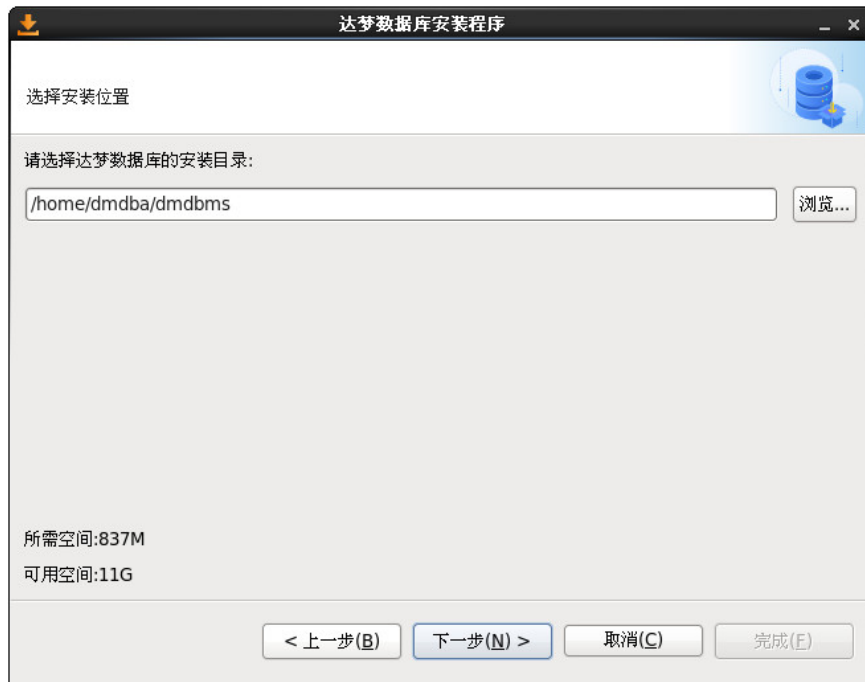 达梦数据库安装程序
选择安装位置
请选择达梦数据库的安装目录:
/home/dmdba/dmdbms
浏览...
所需空间:837M
可用空间:11G
< 上一步(B)
下一步(N) >
取消(C)
完成(F)